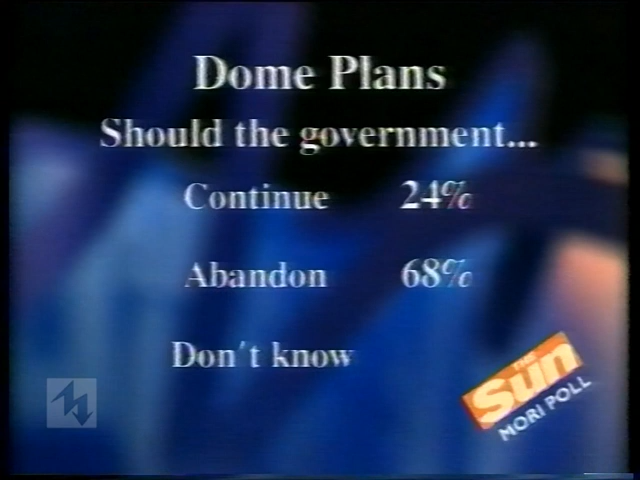 Dome Plans
Should the government...
Continue 24%
Abandon 68%
Don't know
THE
Sun
MORI POLL